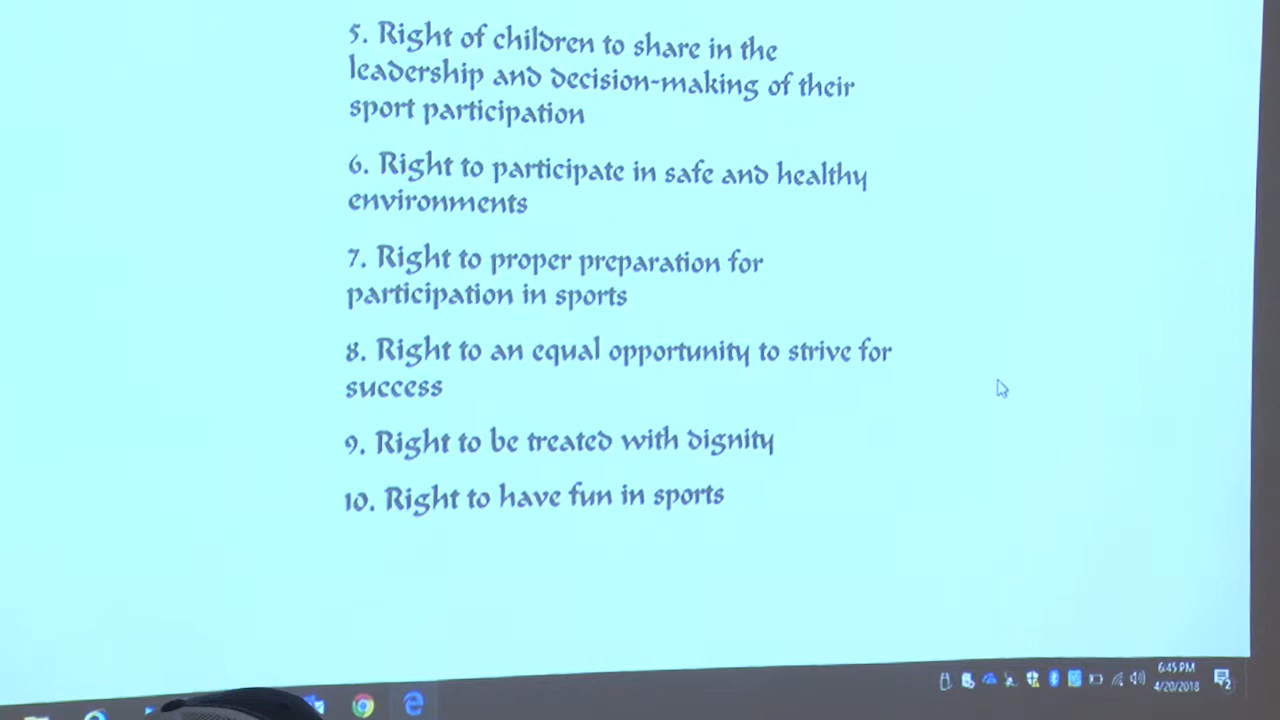 5. Right of children to share in the
leadership and decision-making of their
sport participation
6. Right to participate in safe and healthy
environments
7. Right to proper preparation for
participation in sports
8. Right to an equal opportunity to strive for
success
9. Right to be treated with dignity
10. Right to have fun in sports
6:45 PM
4/20/2018
2